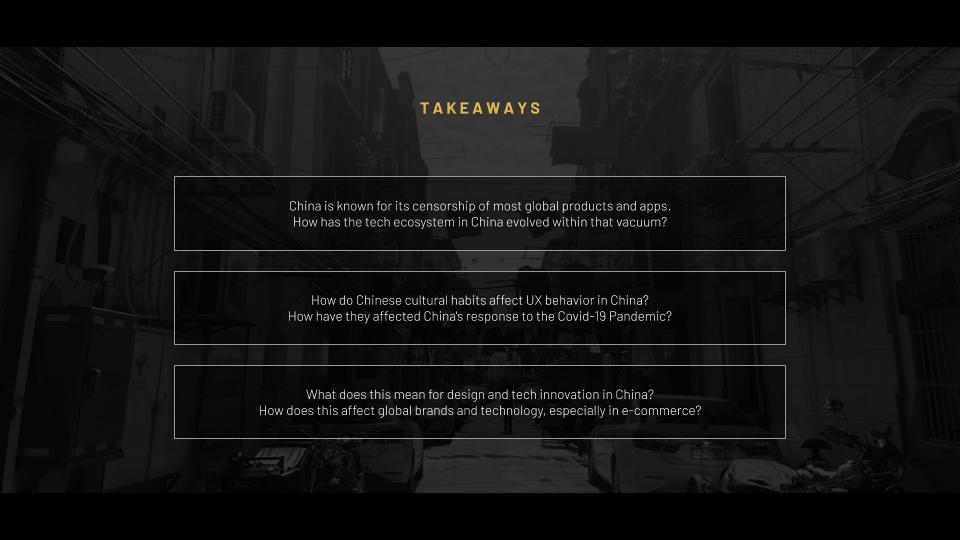 TAKEAWAYS
China is known for its censorship of most global products and apps.
How has the tech ecosystem in China evolved within that vacuum?
How do Chinese cultural habits affect UX behavior in China?
How have they affected China's response to the Covid-19 Pandemic?
What does this mean for design and tech innovation in China?
How does this affect global brands and technology, especially in e-commerce?